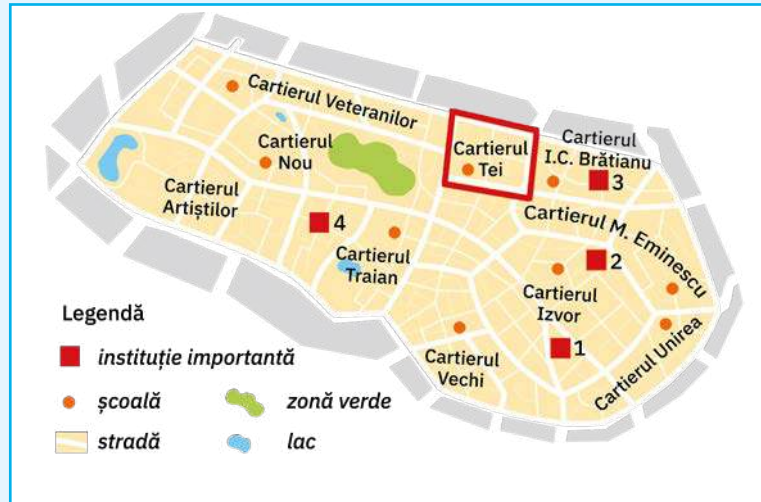 Cartierul Veteranilor
Cartierul
Nou
Cartierul
Tei
Cartierul
I.C. Brătianu
3
Cartierul
Artiștilor
4
Cartierul
Traian
Cartierul M. Eminescu
2
Cartierul
Izvor
1
Cartierul
Vechi
Cartierul Unirea
Legendă
instituție importantă
școală
zonă verde
stradă
lac